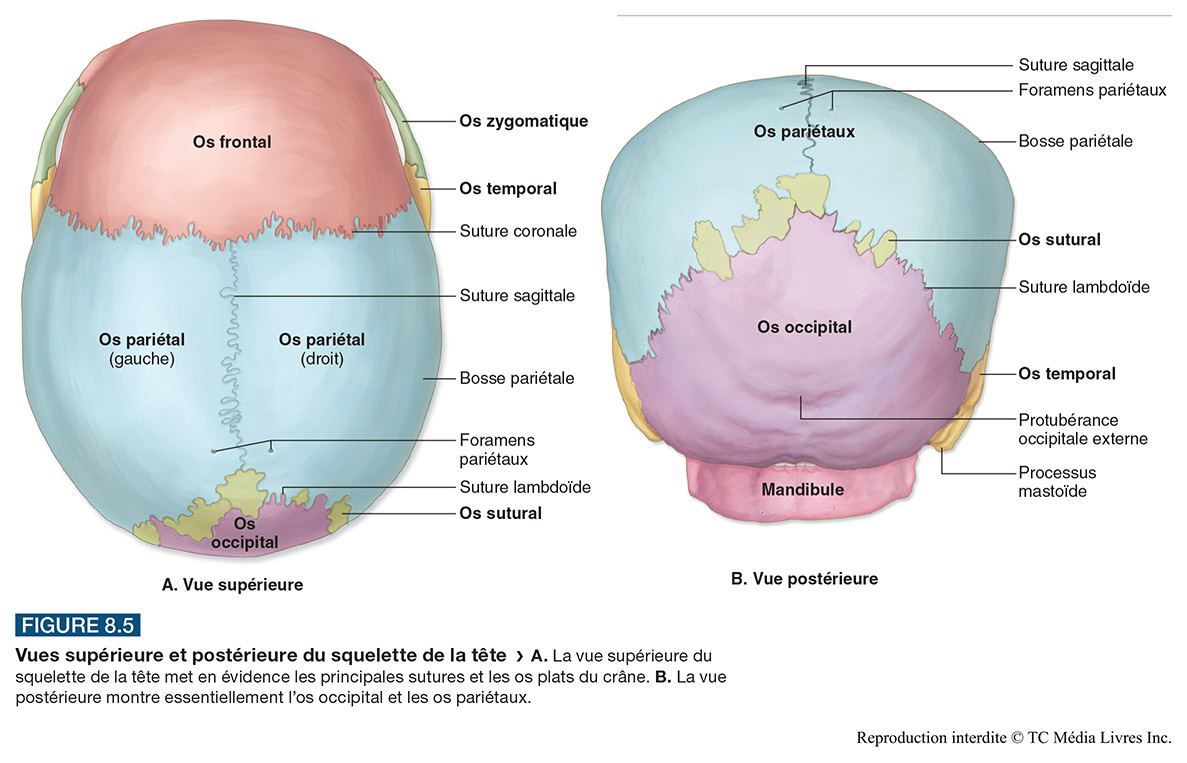 Os frontal
Os zygomatique
Os temporal
Suture coronale
Suture sagittale
Os pariétal
(gauche)
Os pariétal
(droit)
Bosse pariétale
Foramens
pariétaux
Suture lambdoïde
Os sutural
Os
occipital
A. Vue supérieure
Suture sagittale
Foramens pariétaux
Os pariétaux
Bosse pariétale
Os sutural
Suture lambdoïde
Os occipital
Os temporal
Protubérance
occipitale externe
Processus
mastoïde
Mandibule
B. Vue postérieure
FIGURE 8.5
Vues supérieure et postérieure du squelette de la tête › A. La vue supérieure du
squelette de la tête met en évidence les principales sutures et les os plats du crâne. B. La vue
postérieure montre essentiellement l’os occipital et les os pariétaux.
Reproduction interdite © TC Média Livres Inc.